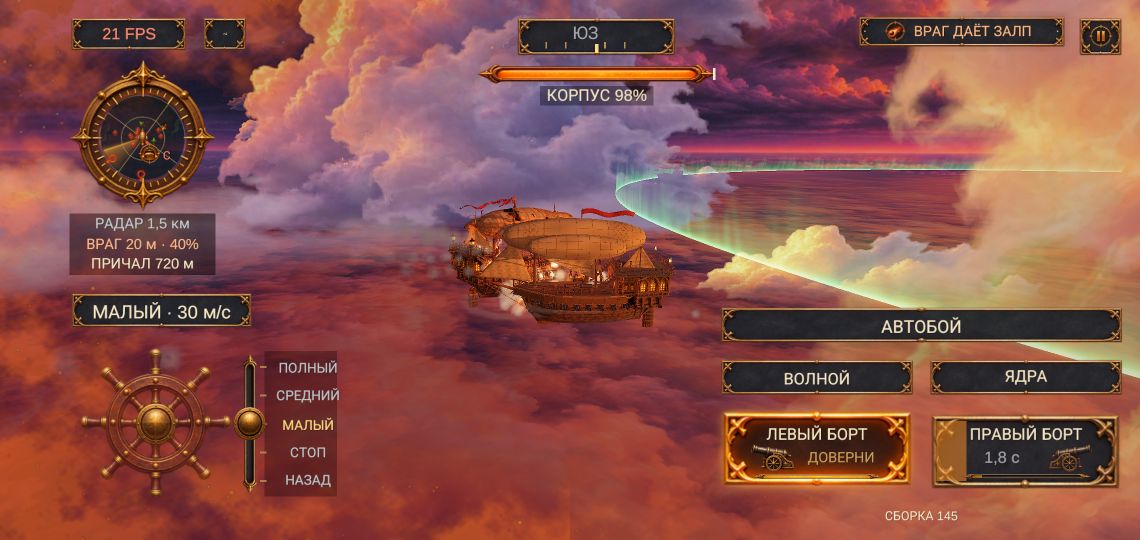 21 FPS
ЮЗ
ВРАГ ДАЁТ ЗАЛП
КОРПУС 98%
С
РАДАР 1,5 км
ВРАГ 20 м · 40%
ПРИЧАЛ 720 м
МАЛЫЙ · 30 м/с
ПОЛНЫЙ
СРЕДНИЙ
МАЛЫЙ
СТОП
НАЗАД
АВТОБОЙ
ВОЛНОЙ
ЯДРА
ЛЕВЫЙ БОРТ
ДОВЕРНИ
ПРАВЫЙ БОРТ
1,8 с
СБОРКА 145